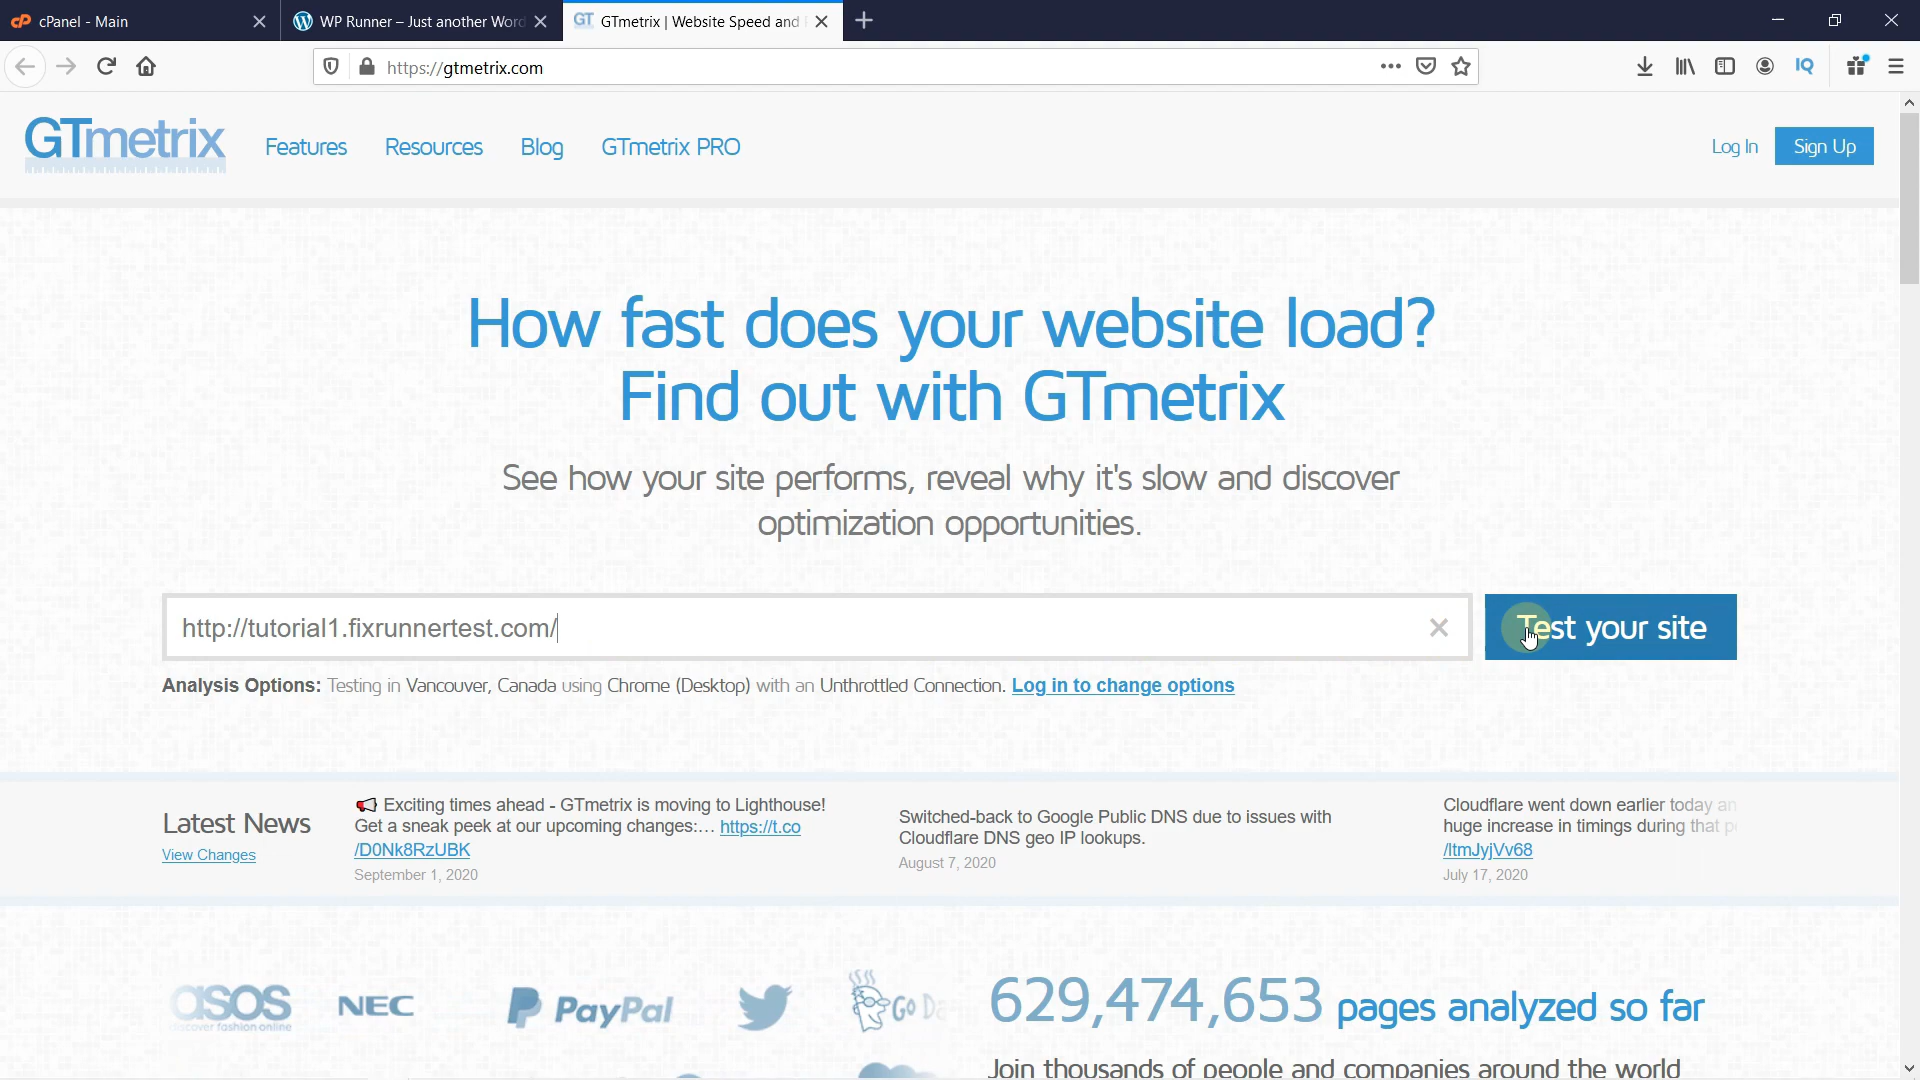 cPanel - Main
WP Runner – Just another Word
GTmetrix | Website Speed and
https://gtmetrix.com
IQ
GTmetrix
Features
Resources
Blog
GTmetrix PRO
Log In
Sign Up
How fast does your website load?
Find out with GTmetrix
See how your site performs, reveal why it's slow and discover
optimization opportunities.
http://tutorial1.fixrunnertest.com/
Test your site
Analysis Options: Testing in Vancouver, Canada using Chrome (Desktop) with an Unthrottled Connection. Log in to change options
Latest News
View Changes
Exciting times ahead - GTmetrix is moving to Lighthouse!
Get a sneak peek at our upcoming changes:… https://t.co
/D0Nk8RzUBK
September 1, 2020
Switched-back to Google Public DNS due to issues with
Cloudflare DNS geo IP lookups.
August 7, 2020
Cloudflare went down earlier today an
huge increase in timings during that
/ltmJyjVv68
July 17, 2020
asos
discover fashion online
NEC
PayPal
Go Da
629,474,653 pages analyzed so far
Join thousands of people and companies around the world